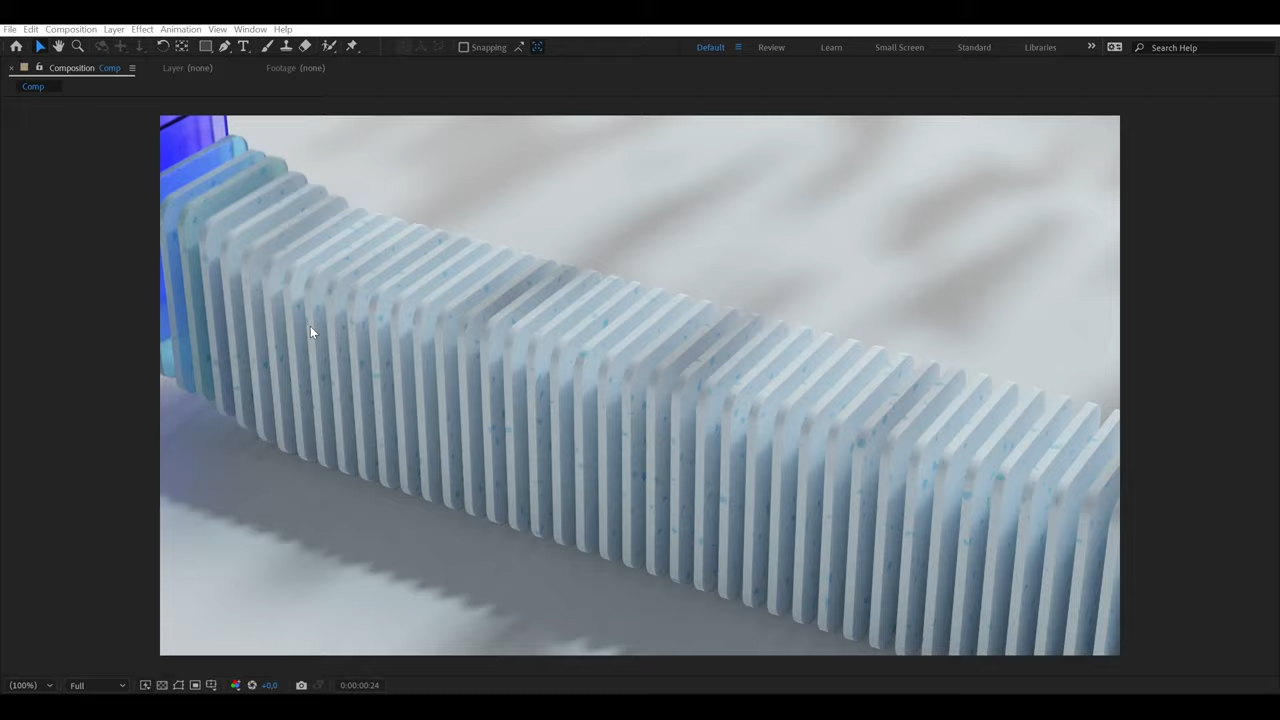 File Edit Composition Layer Effect Animation View Window Help
Snapping Default Review Learn Small Screen Standard Libraries Search Help
Composition Comp Layer (none) Footage (none)
Comp
(100%) Full +0,0 0:00:00:24